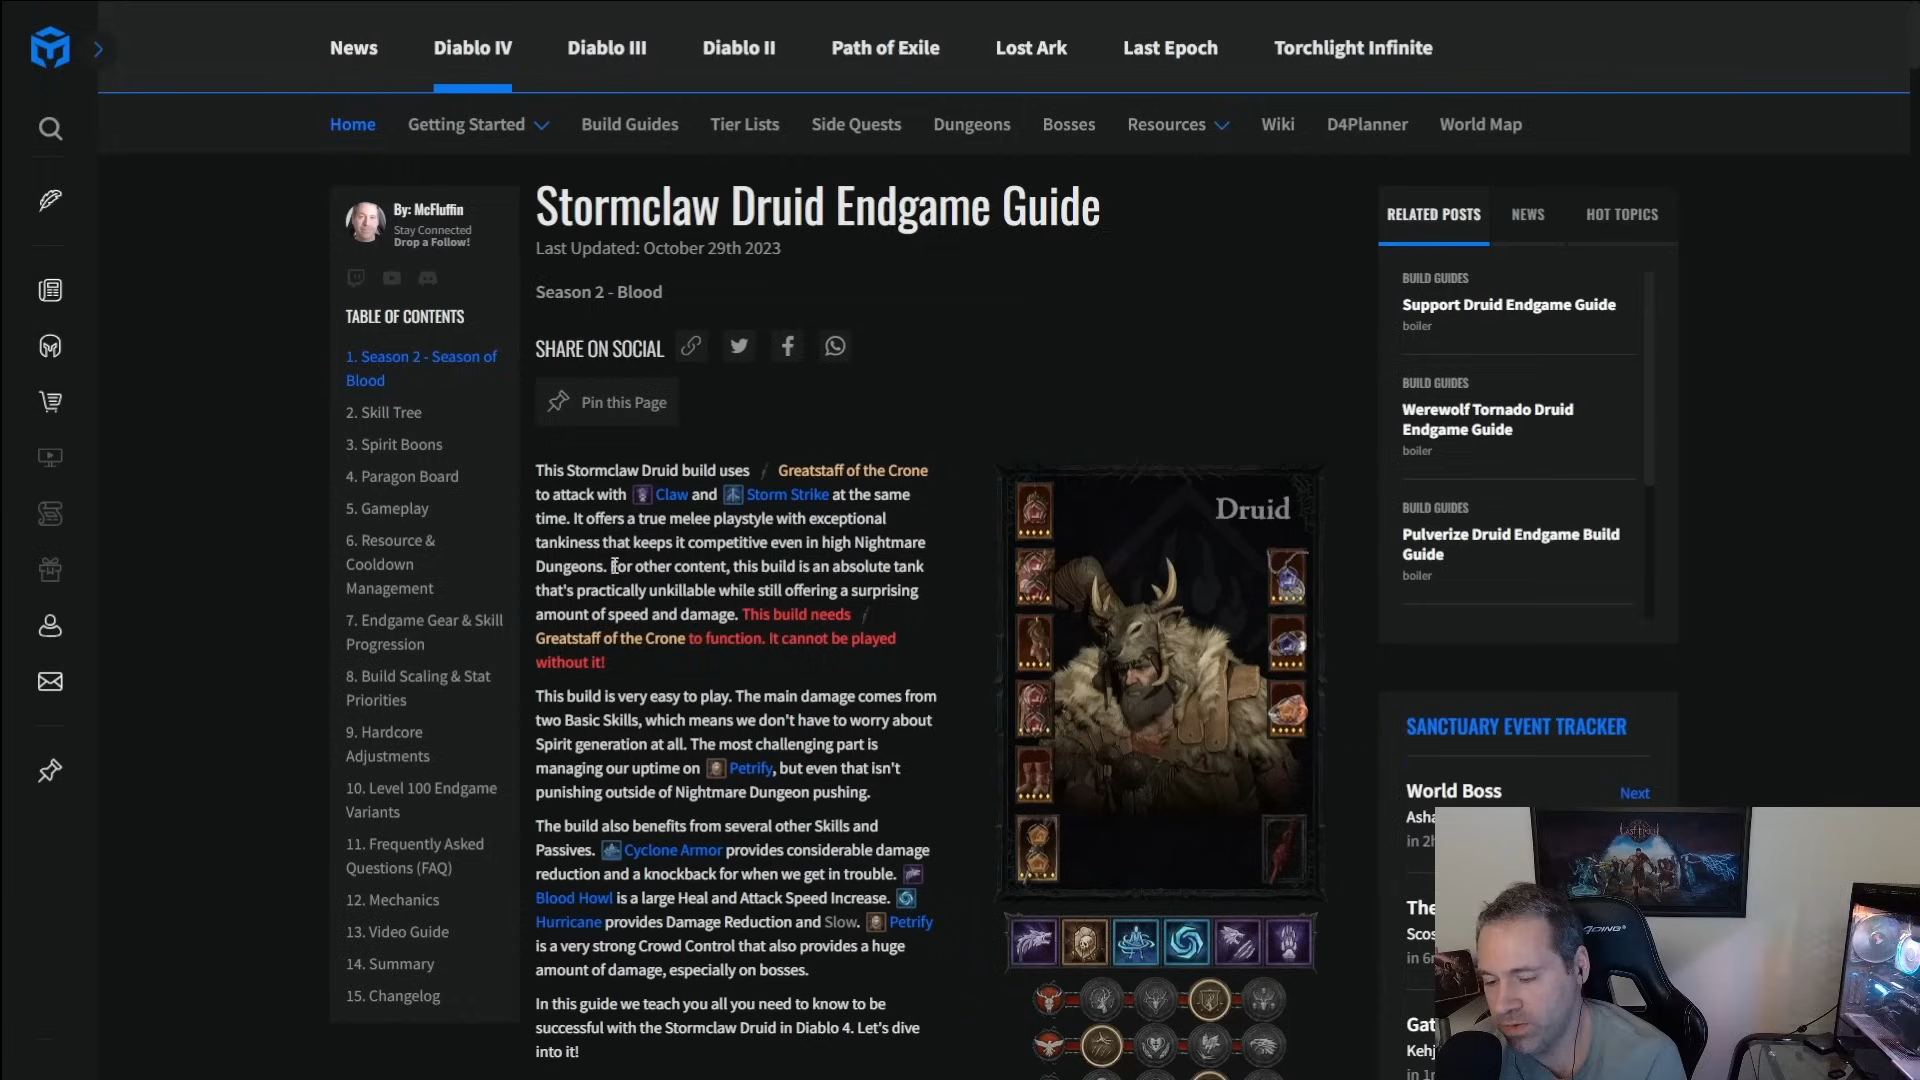 News
Diablo IV
Diablo III
Diablo II
Path of Exile
Lost Ark
Last Epoch
Torchlight Infinite
Home
Getting Started
Build Guides
Tier Lists
Side Quests
Dungeons
Bosses
Resources
Wiki
D4Planner
World Map
By: McFluffin
Stay Connected
Drop a Follow!
TABLE OF CONTENTS
1. Season 2 - Season of
Blood
2. Skill Tree
3. Spirit Boons
4. Paragon Board
5. Gameplay
6. Resource &
Cooldown
Management
7. Endgame Gear & Skill
Progression
8. Build Scaling & Stat
Priorities
9. Hardcore
Adjustments
10. Level 100 Endgame
Variants
11. Frequently Asked
Questions (FAQ)
12. Mechanics
13. Video Guide
14. Summary
15. Changelog
Stormclaw Druid Endgame Guide
Last Updated: October 29th 2023
Season 2 - Blood
SHARE ON SOCIAL
Pin this Page
This Stormclaw Druid build uses Greatstaff of the Crone
to attack with Claw and Storm Strike at the same
time. It offers a true melee playstyle with exceptional
tankiness that keeps it competitive even in high Nightmare
Dungeons. For other content, this build is an absolute tank
that's practically unkillable while still offering a surprising
amount of speed and damage. This build needs
Greatstaff of the Crone to function. It cannot be played
without it!
This build is very easy to play. The main damage comes from
two Basic Skills, which means we don't have to worry about
Spirit generation at all. The most challenging part is
managing our uptime on Petrify, but even that isn't
punishing outside of Nightmare Dungeon pushing.
The build also benefits from several other Skills and
Passives. Cyclone Armor provides considerable damage
reduction and a knockback for when we get in trouble.
Blood Howl is a large Heal and Attack Speed Increase.
Hurricane provides Damage Reduction and Slow. Petrify
is a very strong Crowd Control that also provides a huge
amount of damage, especially on bosses.
In this guide we teach you all you need to know to be
successful with the Stormclaw Druid in Diablo 4. Let's dive
into it!
Druid
RELATED POSTS
NEWS
HOT TOPICS
BUILD GUIDES
Support Druid Endgame Guide
boiler
BUILD GUIDES
Werewolf Tornado Druid
Endgame Guide
boiler
BUILD GUIDES
Pulverize Druid Endgame Build
Guide
boiler
SANCTUARY EVENT TRACKER
World Boss
Next
Asha
in 2h
The
Scos
in 6m
Gat
Kehj
LAST EPOCH